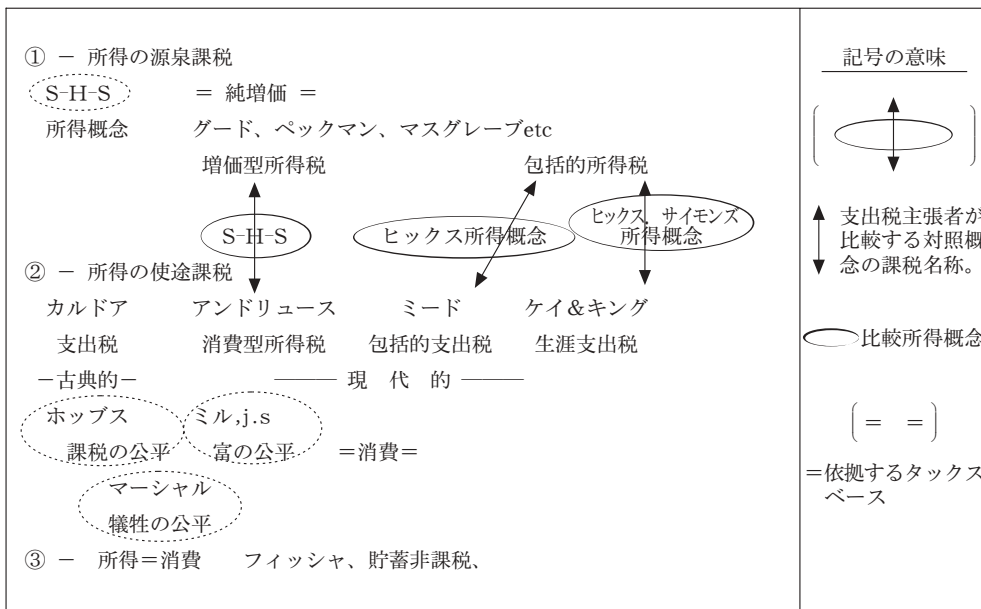 ① － 所得の源泉課税
S-H-S ＝ 純増価 ＝
所得概念 グード、ペックマン、マスグレーブetc
増価型所得税 包括的所得税
S-H-S ヒックス所得概念 ヒックス、サイモンズ
所得概念
② － 所得の使途課税
カルドア アンドリュース ミード ケイ＆キング
支出税 消費型所得税 包括的支出税 生涯支出税
－古典的－ ――― 現 代 的 ―――
ホッブス ミル,j.s
課税の公平 富の公平 ＝消費＝
マーシャル
犠牲の公平
③ － 所得＝消費 フィッシャ、貯蓄非課税、
記号の意味
支出税主張者が
比較する対照概
念の課税名称。
比較所得概念
（＝ ＝）
＝依拠するタックス
ベース